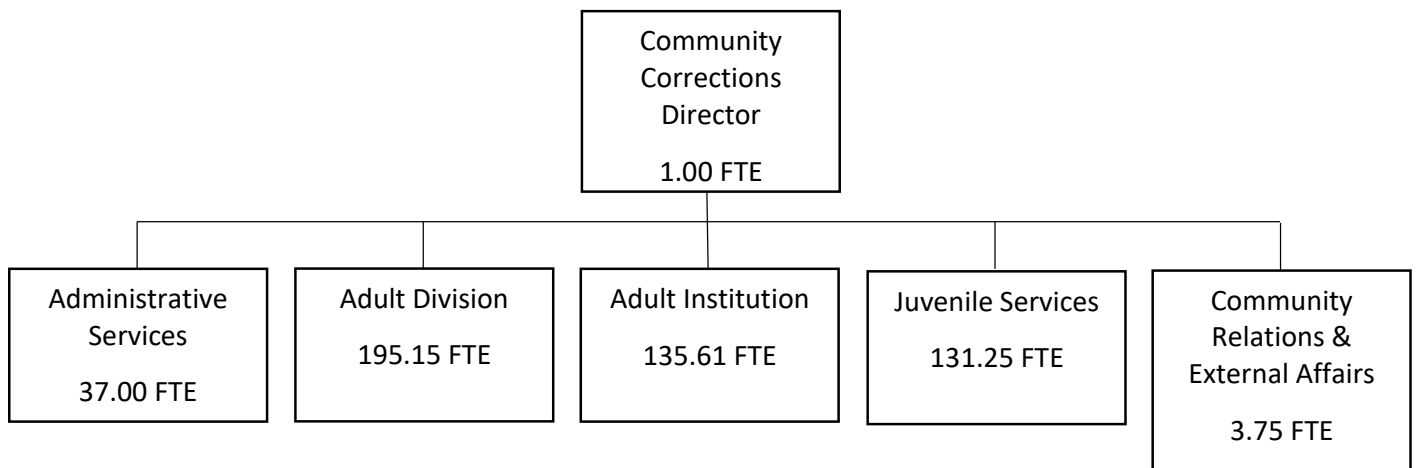 Community
Corrections
Director
1.00 FTE
Administrative
Services
37.00 FTE
Adult Division
195.15 FTE
Adult Institution
135.61 FTE
Juvenile Services
131.25 FTE
Community
Relations &
External Affairs
3.75 FTE